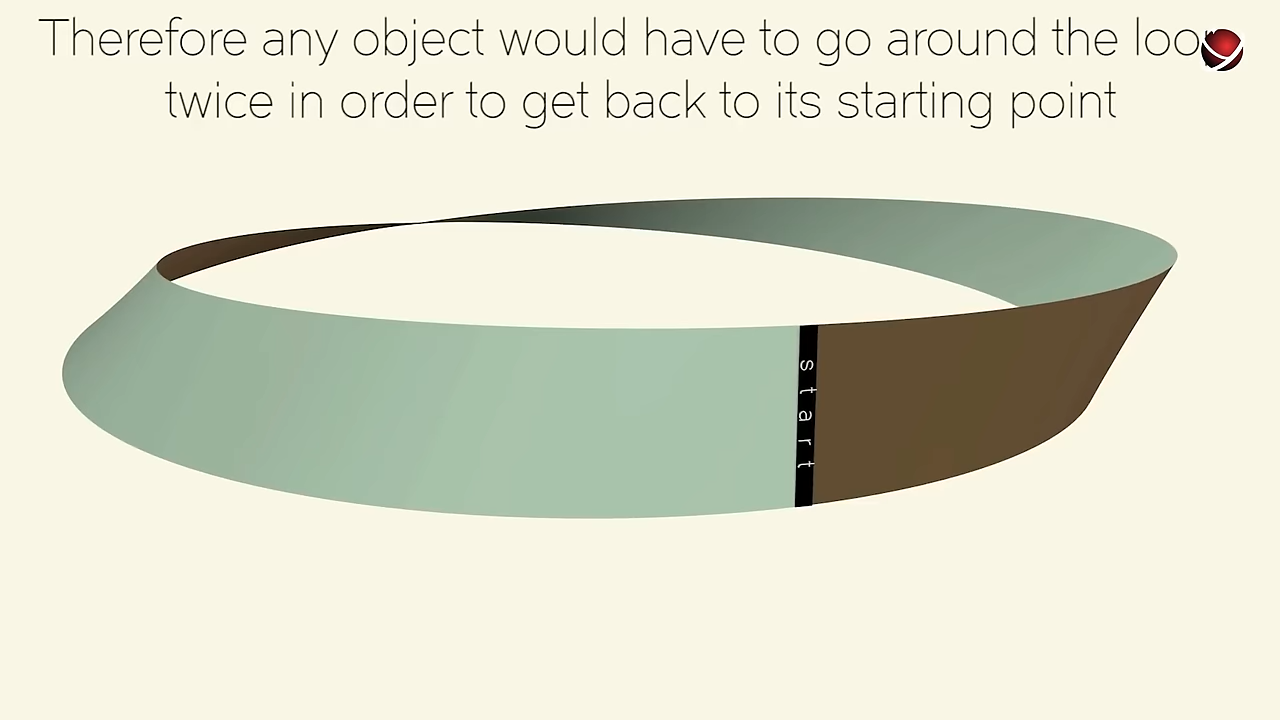 Therefore any object would have to go around the loop
twice in order to get back to its starting point
start